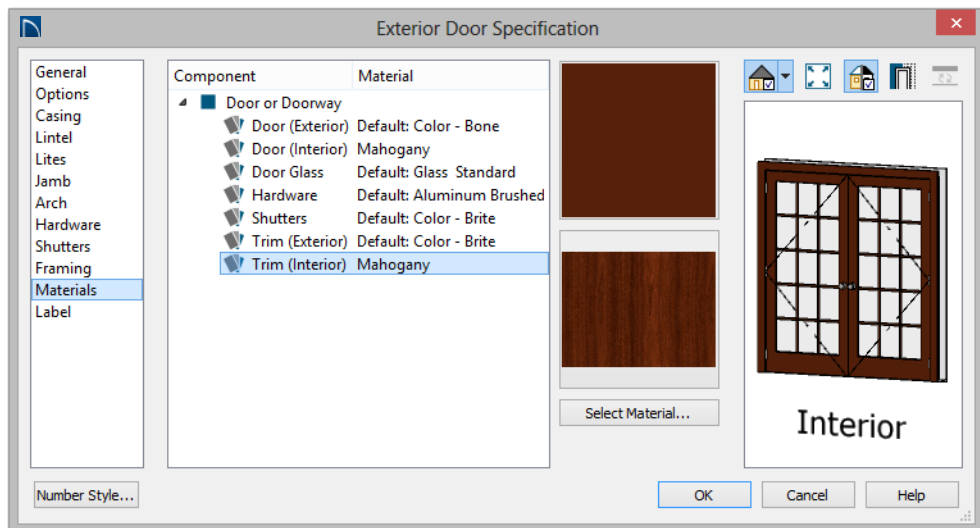 Exterior Door Specification
General
Options
Casing
Lintel
Lites
Jamb
Arch
Hardware
Shutters
Framing
Materials
Label
Component Material
Door or Doorway
Door (Exterior) Default: Color - Bone
Door (Interior) Mahogany
Door Glass Default: Glass Standard
Hardware Default: Aluminum Brushed
Shutters Default: Color - Brite
Trim (Exterior) Default: Color - Brite
Trim (Interior) Mahogany
Select Material...
Interior
Number Style...
OK
Cancel
Help